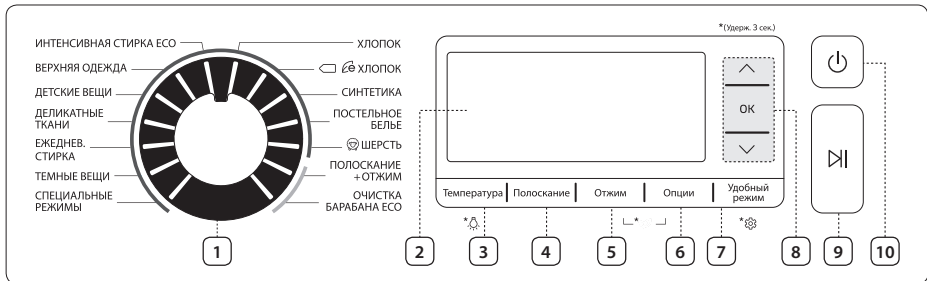 *(Удерж. 3 сек.)
ИНТЕНСИВНАЯ СТИРКА ECO
ВЕРХНЯЯ ОДЕЖДА
ДЕТСКИЕ ВЕЩИ
ДЕЛИКАТНЫЕ
ТКАНИ
ЕЖЕДНЕВ.
СТИРКА
ТЕМНЫЕ ВЕЩИ
СПЕЦИАЛЬНЫЕ
РЕЖИМЫ
ХЛОПОК
e ХЛОПОК
СИНТЕТИКА
ПОСТЕЛЬНОЕ
БЕЛЬЕ
ШЕРСТЬ
ПОЛОСКАНИЕ
+ОТЖИМ
ОЧИСТКА
БАРАБАНА ECO
OK
Температура
Полоскание
Отжим
Опции
Удобный
режим
*
*
*
1
2
3
4
5
6
7
8
9
10